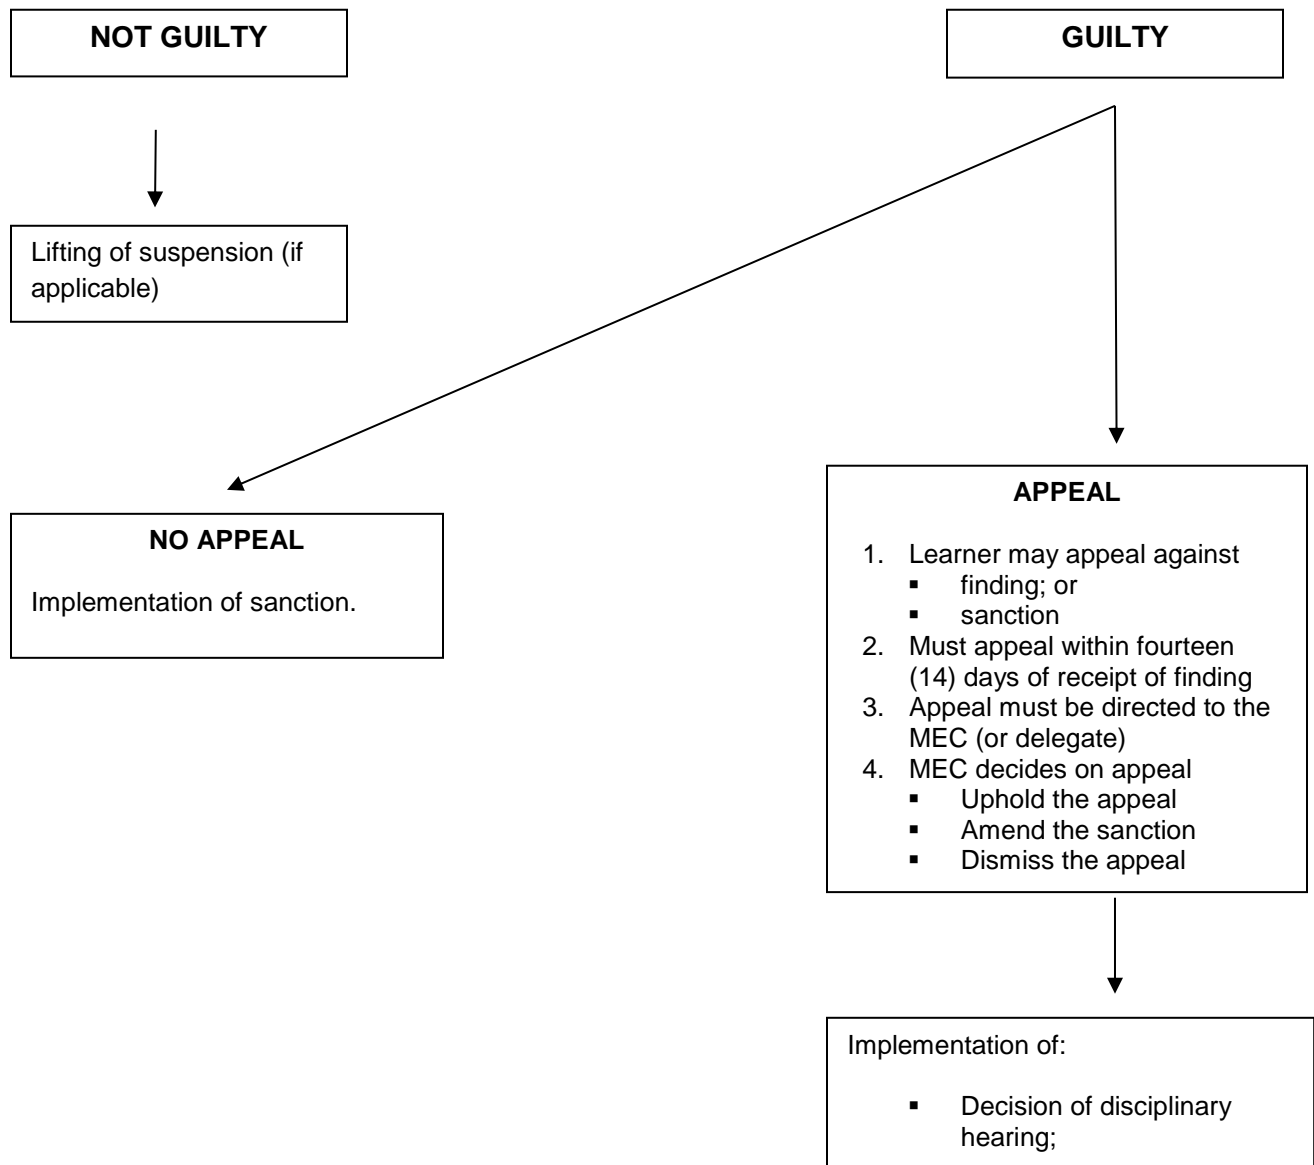 NOT GUILTY
GUILTY
Lifting of suspension (if
applicable)
NO APPEAL
Implementation of sanction.
APPEAL
1. Learner may appeal against
▪ finding; or
▪ sanction
2. Must appeal within fourteen
(14) days of receipt of finding
3. Appeal must be directed to the
MEC (or delegate)
4. MEC decides on appeal
▪ Uphold the appeal
▪ Amend the sanction
▪ Dismiss the appeal
Implementation of:
▪ Decision of disciplinary
hearing;